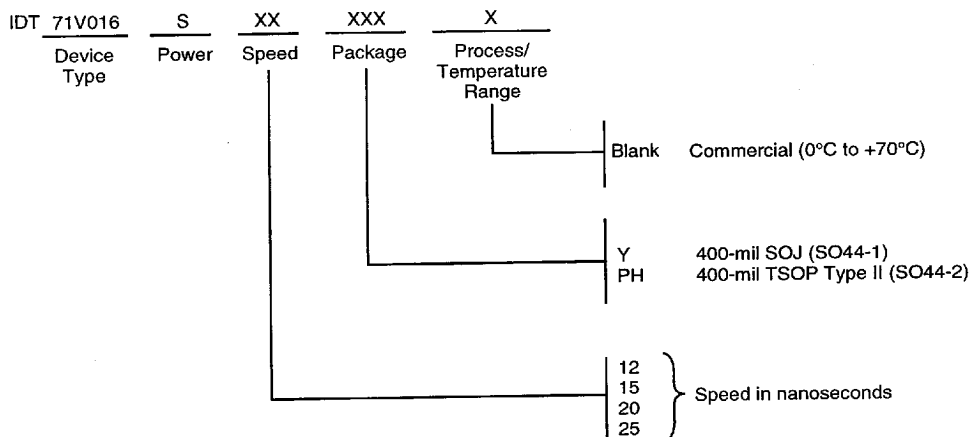 IDT 71V016 S XX XXX X
Device Type Power Speed Package Process/ Temperature Range
Blank Commercial (0°C to +70°C)
Y 400-mil SOJ (SO44-1)
PH 400-mil TSOP Type II (SO44-2)
12
15
20
25
Speed in nanoseconds